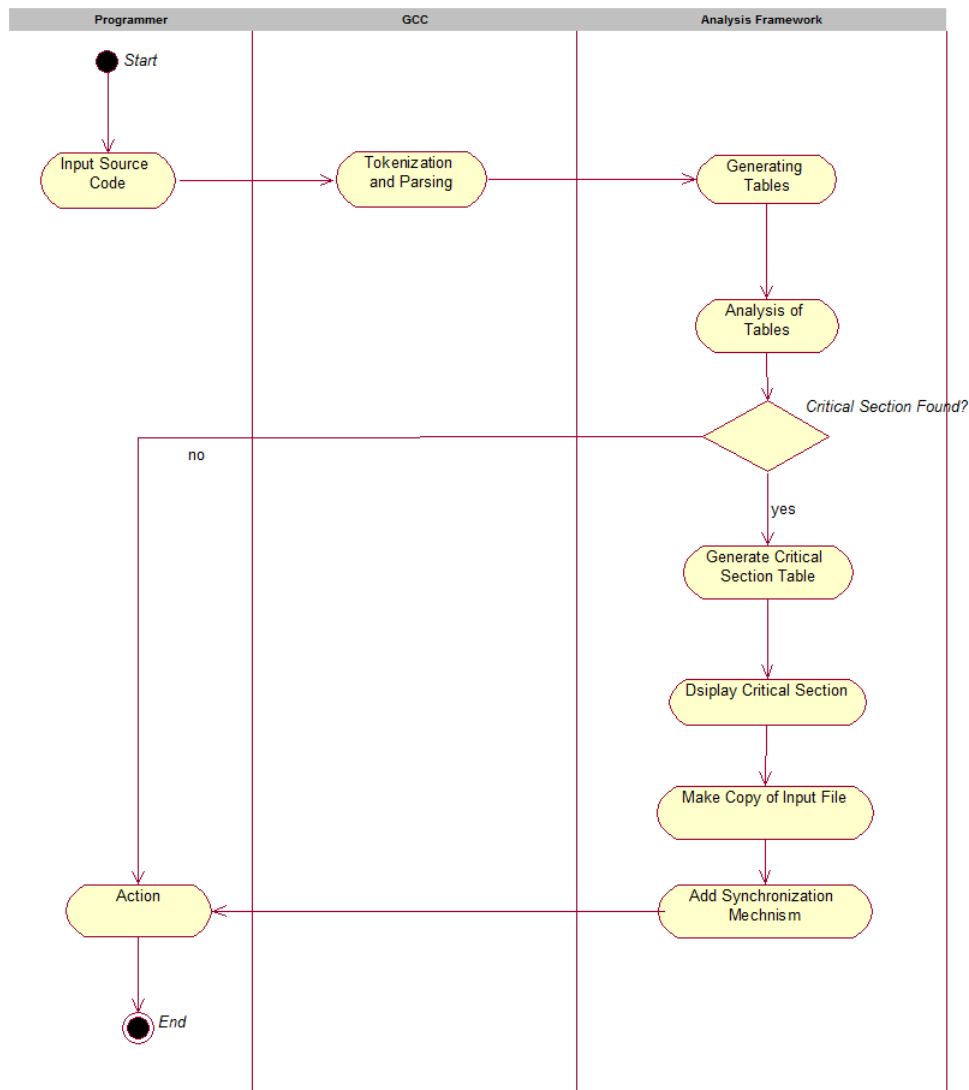 Programmer
GCC
Analysis Framework
Start
Input Source
Code
Tokenization
and Parsing
Generating
Tables
Analysis of
Tables
Critical Section Found?
no
yes
Generate Critical
Section Table
Dsiplay Critical Section
Make Copy of Input File
Action
Add Synchronization
Mechnism
End